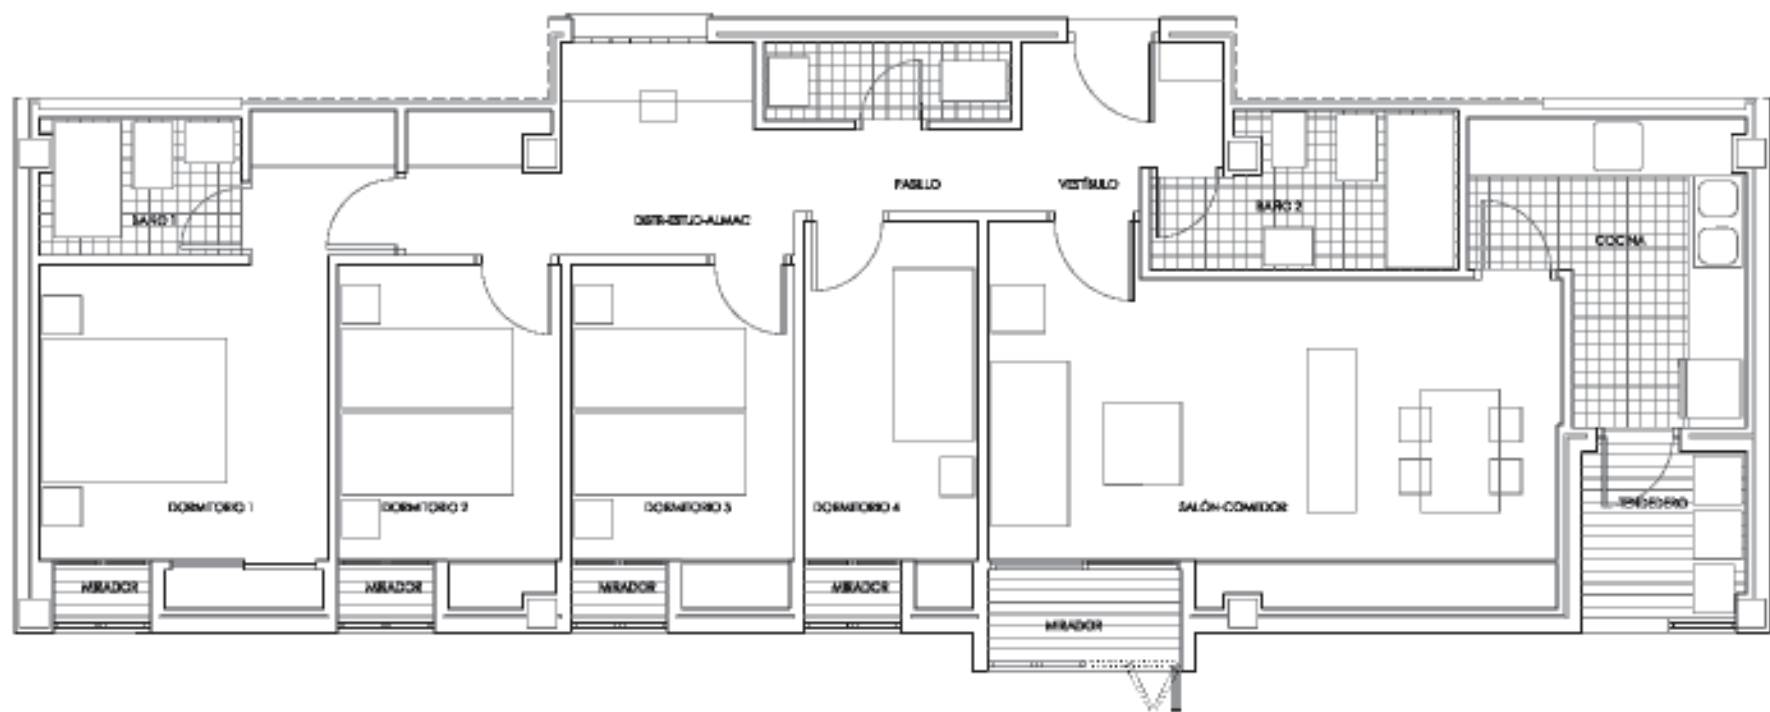 PASILLO
VESTÍBULO
BAÑO 1
BAÑO 2
DISTR-ESTUD-ALMAC
COCINA
DORMITORIO 1
DORMITORIO 2
DORMITORIO 3
DORMITORIO 4
SALÓN-COMEDOR
TENDEDERO
MIRADOR
MIRADOR
MIRADOR
MIRADOR
MIRADOR